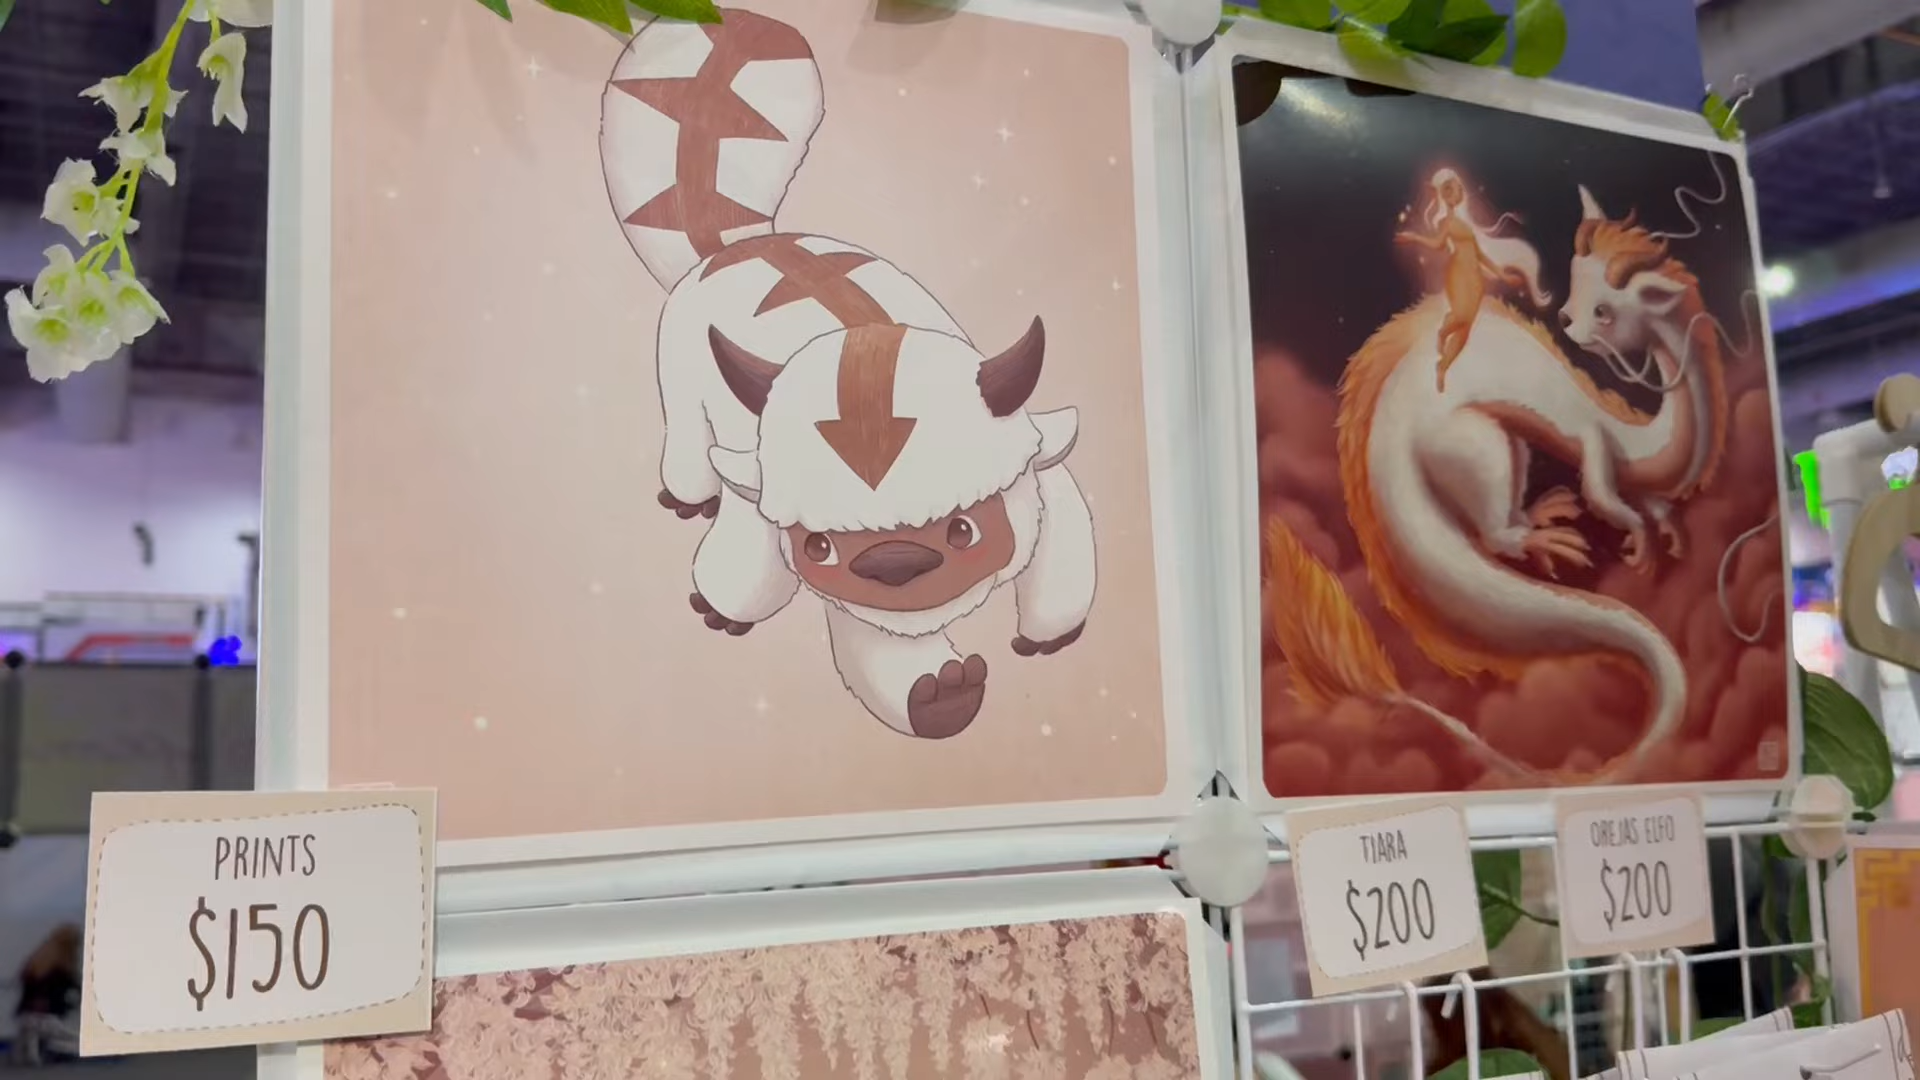 PRINTS
$150
TIARA
$200
OREJAS ELFO
$200